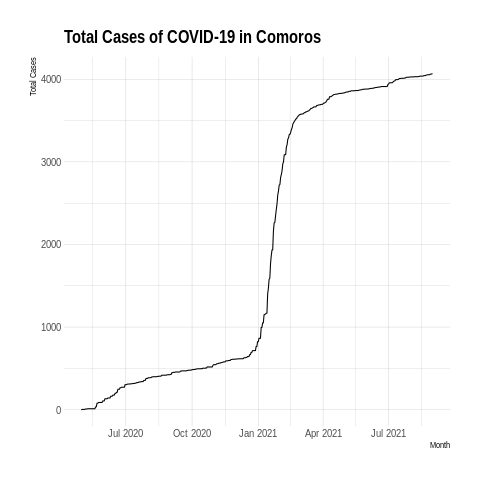 Total Cases of COVID-19 in Comoros
Total Cases
4000
3000
2000
1000
0
Jul 2020 Oct 2020 Jan 2021 Apr 2021 Jul 2021
Month